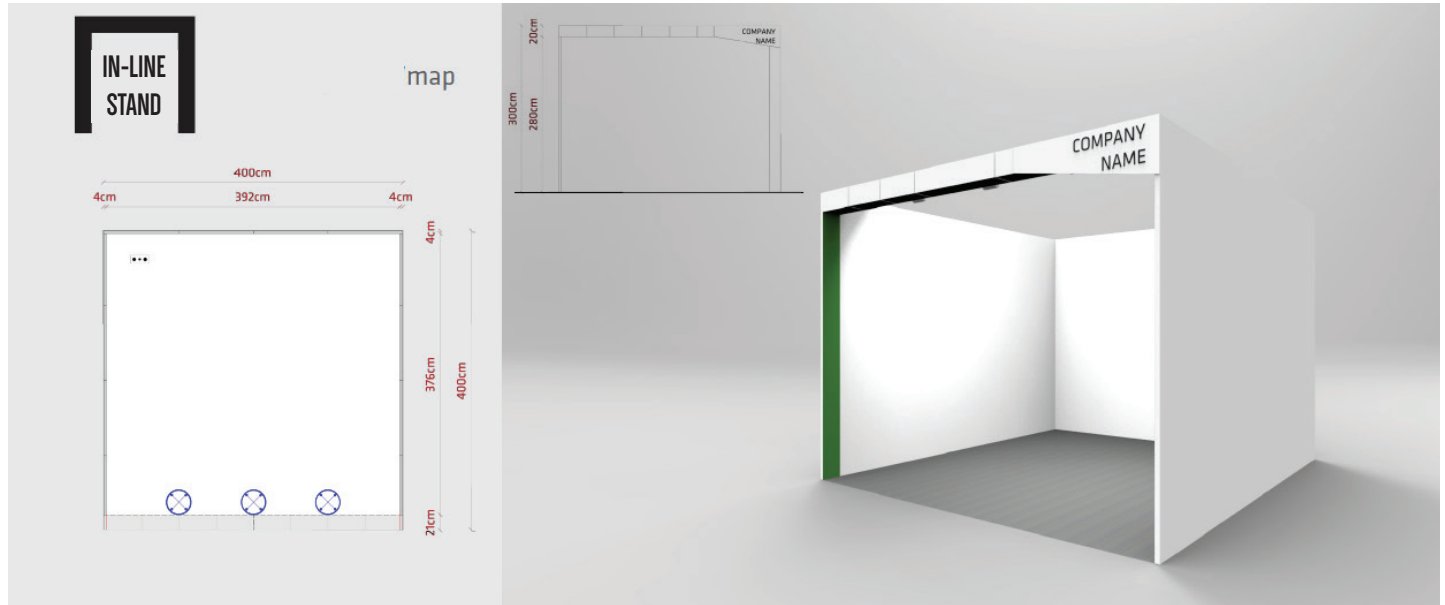 IN-LINE
STAND
map
400cm
4cm
392cm
4cm
4cm
376cm
400cm
21cm
20cm
300cm
280cm
COMPANY
NAME
COMPANY
NAME